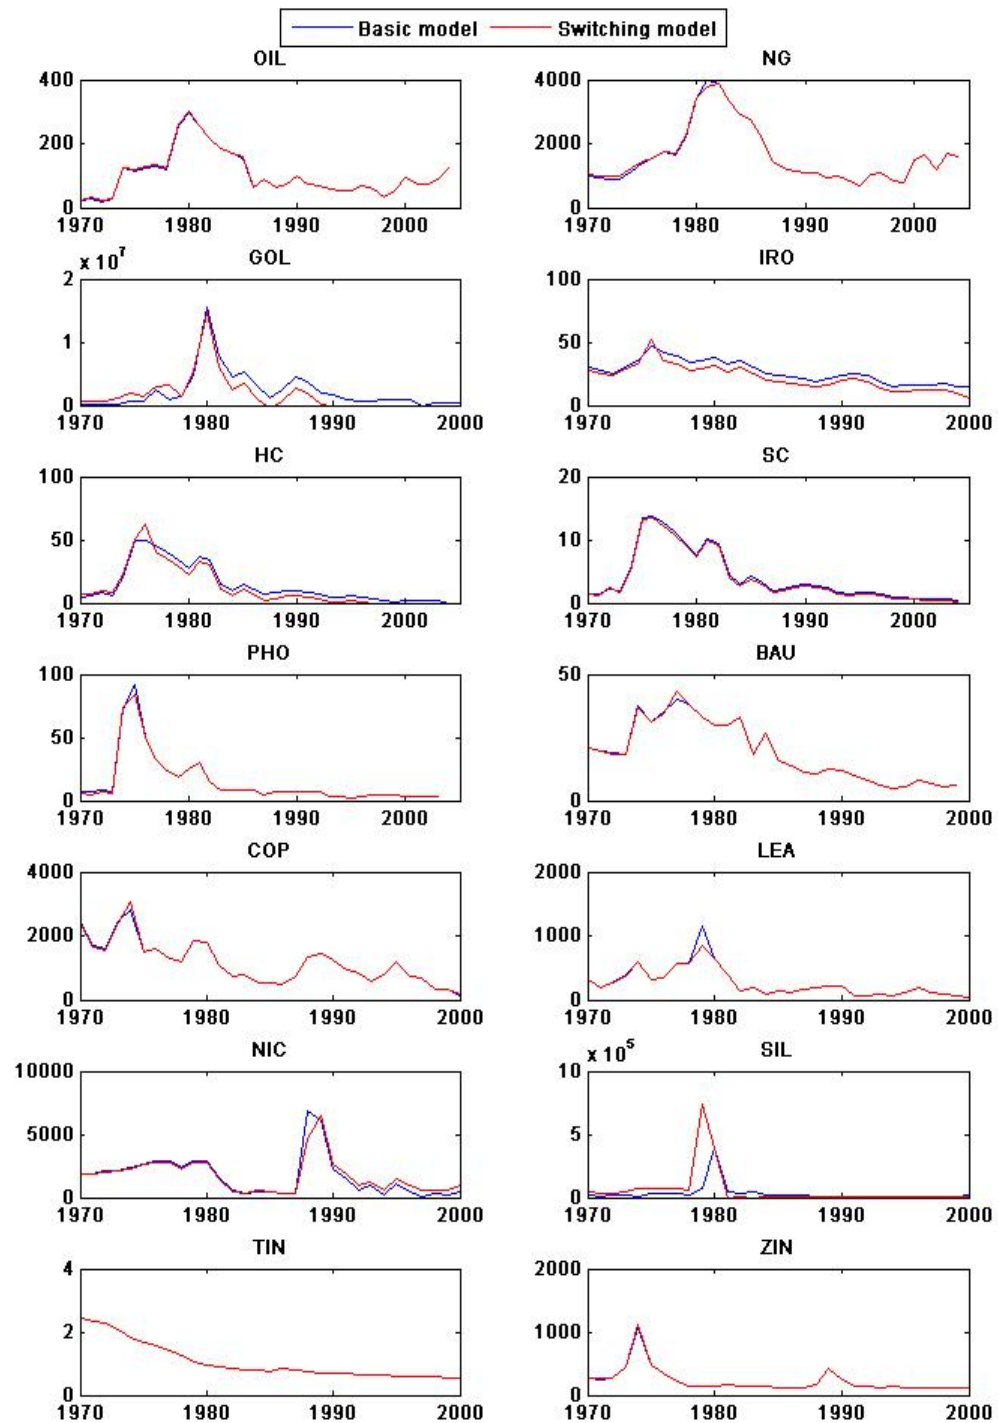 Basic model Switching model
OIL NG
400 4000
200 2000
0 0
1970 1980 1990 2000 1970 1980 1990 2000
x 10^7 GOL IRO
2 100
1 50
0 0
1970 1980 1990 2000 1970 1980 1990 2000
HC SC
100 20
50 10
0 0
1970 1980 1990 2000 1970 1980 1990 2000
PHO BAU
100 50
50
0 0
1970 1980 1990 2000 1970 1980 1990 2000
COP LEA
4000 2000
2000 1000
0 0
1970 1980 1990 2000 1970 1980 1990 2000
NIC x 10^5 SIL
10000 10
5000 5
0 0
1970 1980 1990 2000 1970 1980 1990 2000
TIN ZIN
4 2000
2 1000
0 0
1970 1980 1990 2000 1970 1980 1990 2000